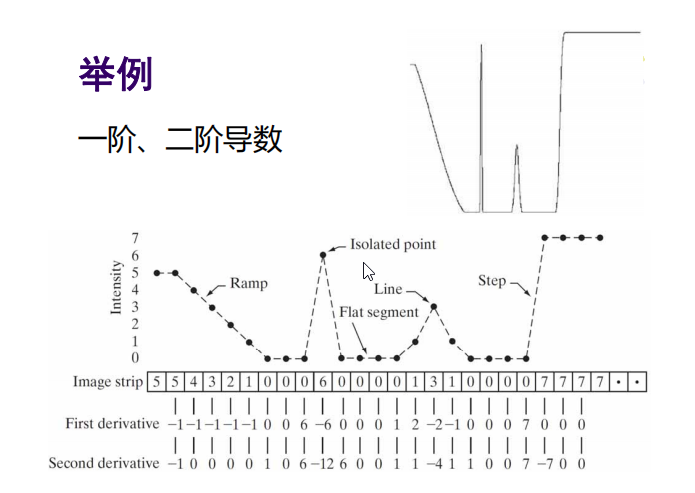 举例
一阶、二阶导数
7
6
5
4
3
2
1
0
Intensity
Isolated point
Ramp
Line
Flat segment
Step
Image strip 5 5 4 3 2 1 0 0 0 6 0 0 0 0 1 3 1 0 0 0 0 7 7 7 7 • •
First derivative −1 −1 −1 −1 −1 0 0 6 −6 0 0 0 1 2 −2 −1 0 0 0 7 0 0 0
Second derivative −1 0 0 0 0 1 0 6 −12 6 0 0 1 1 −4 1 1 0 0 7 −7 0 0